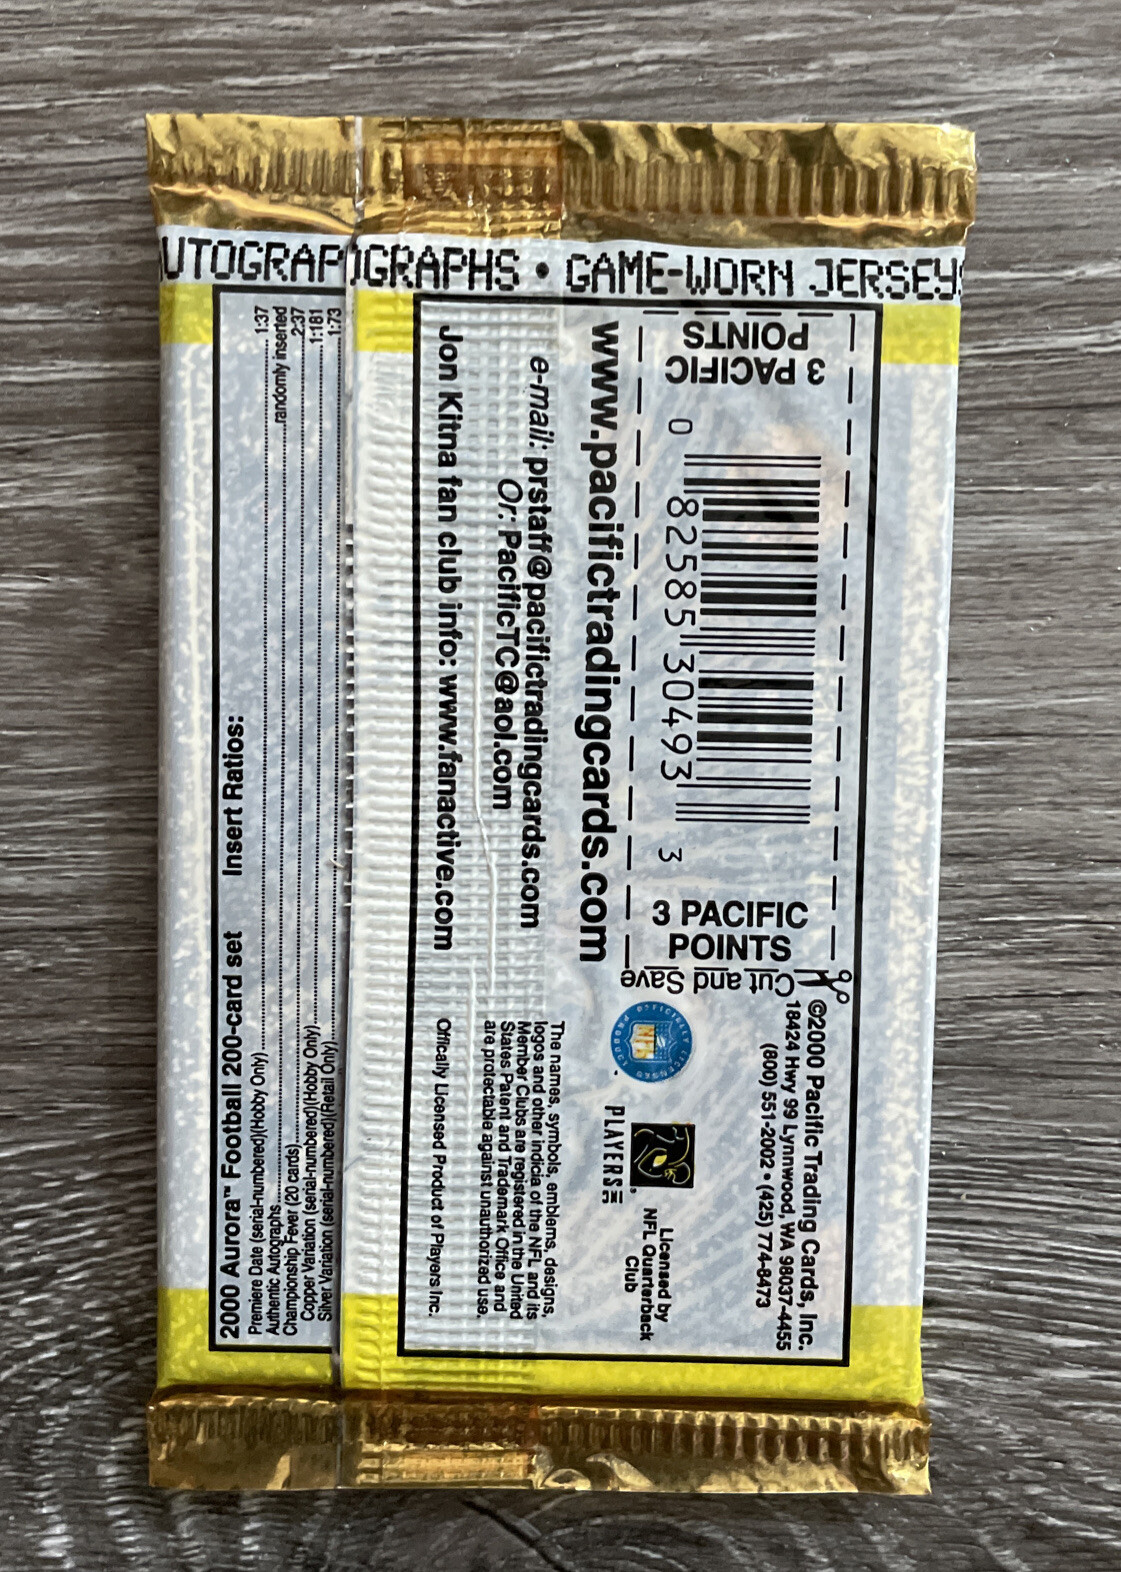 UTOGRAP
OGRAPHS • GAME-WORN JERSEYS
3 PACIFIC
POINTS
0 82585 30493 3
3 PACIFIC
POINTS
Cut and Save
©2000 Pacific Trading Cards, Inc.
18424 Hwy 99 Lynnwood, WA 98037-4455
(800) 551-2002 • (425) 774-8473
www.pacifictradingcards.com
e-mail: prstaff@pacifictradingcards.com
Or: PacificTC@aol.com
Jon Kitna fan club info: www.fanactive.com
OFFICIALLY LICENSED PRODUCT
NFL
PLAYERS INC
Licensed by
NFL Quarterback
Club
The names, symbols, emblems, designs,
logos and other indicia of the NFL and its
Member Clubs are registered in the United
States Patent and Trademark Office and
are protectable against unauthorized use.
Offically Licensed Product of Players Inc.
2000 Aurora™ Football 200-card set Insert Ratios:
Premiere Date (serial-numbered)(Hobby Only) 1:37
Authentic Autographs randomly inserted
Championship Fever (20 cards) 2:37
Copper Variation (serial-numbered)(Hobby Only) 1:181
Silver Variation (serial-numbered)(Retail Only) 1:73